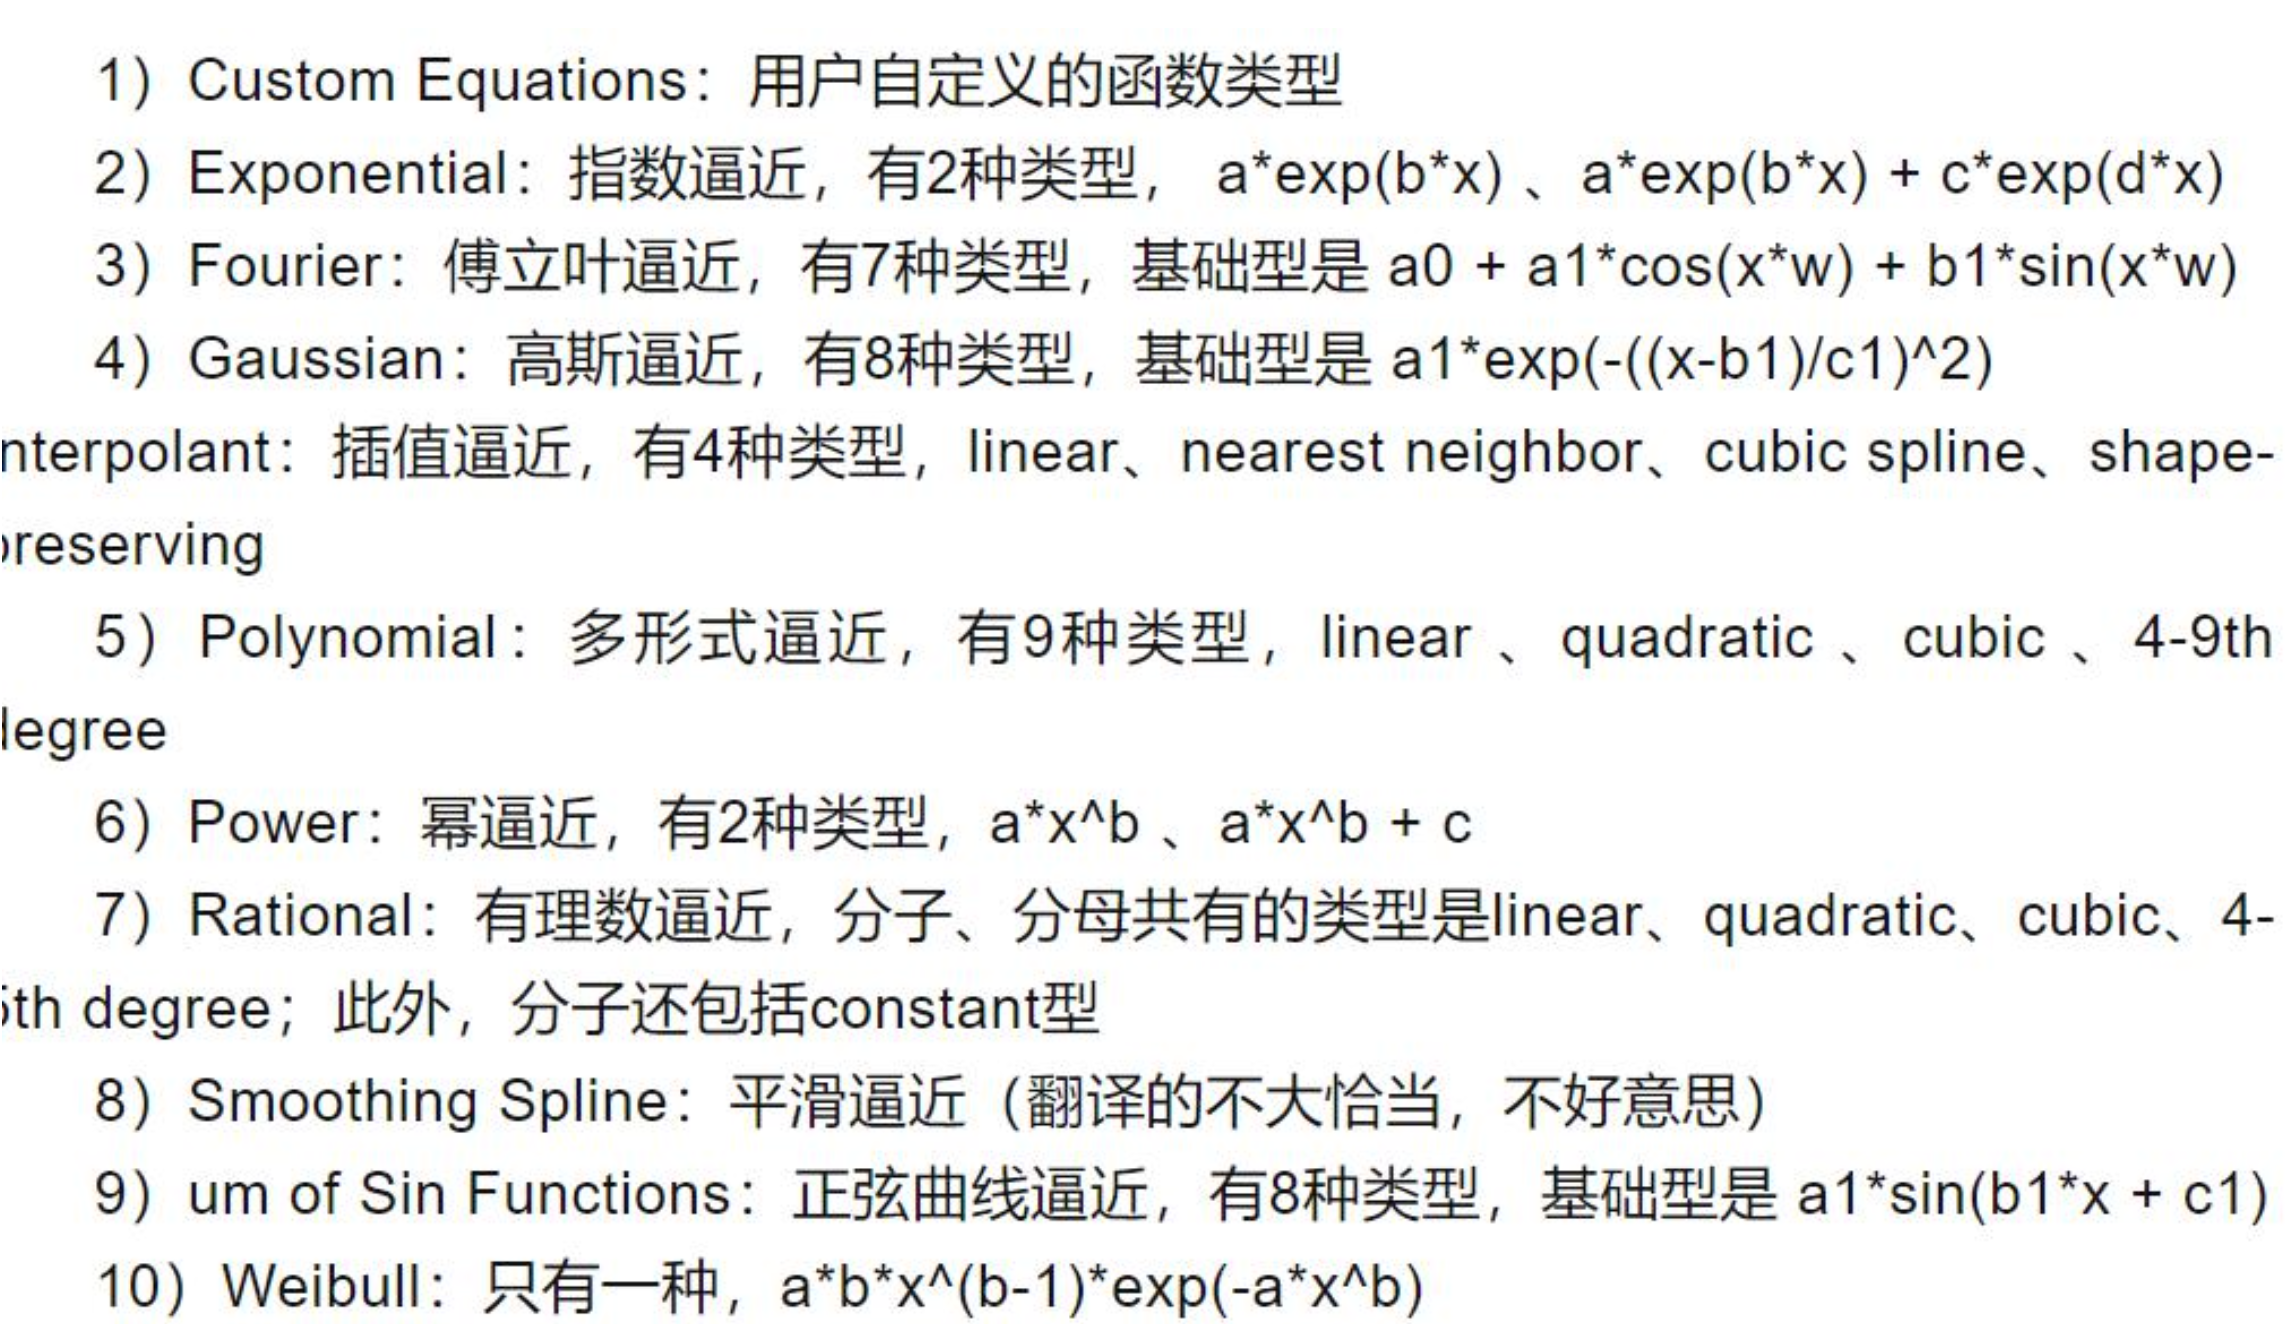 1）Custom Equations：用户自定义的函数类型
2）Exponential：指数逼近，有2种类型， a*exp(b*x) 、a*exp(b*x) + c*exp(d*x)
3）Fourier：傅立叶逼近，有7种类型，基础型是 a0 + a1*cos(x*w) + b1*sin(x*w)
4）Gaussian：高斯逼近，有8种类型，基础型是 a1*exp(-((x-b1)/c1)^2)
nterpolant：插值逼近，有4种类型，linear、nearest neighbor、cubic spline、shape-
preserving
5）Polynomial：多形式逼近，有9种类型，linear 、quadratic 、cubic 、4-9th
degree
6）Power：幂逼近，有2种类型，a*x^b 、a*x^b + c
7）Rational：有理数逼近，分子、分母共有的类型是linear、quadratic、cubic、4-
5th degree；此外，分子还包括constant型
8）Smoothing Spline：平滑逼近（翻译的不大恰当，不好意思）
9）um of Sin Functions：正弦曲线逼近，有8种类型，基础型是 a1*sin(b1*x + c1)
10）Weibull：只有一种，a*b*x^(b-1)*exp(-a*x^b)